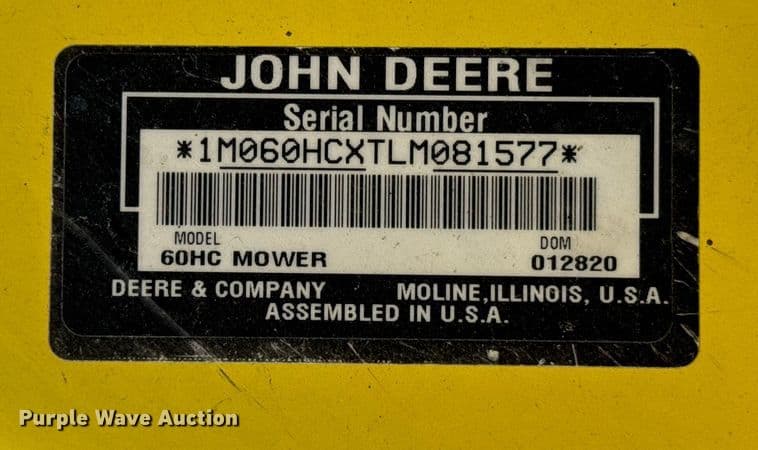 JOHN DEERE
Serial Number
*1M060HCXTLM081577*
MODEL DOM
60HC MOWER 012820
DEERE & COMPANY MOLINE,ILLINOIS, U.S.A.
ASSEMBLED IN U.S.A.
Purple Wave Auction